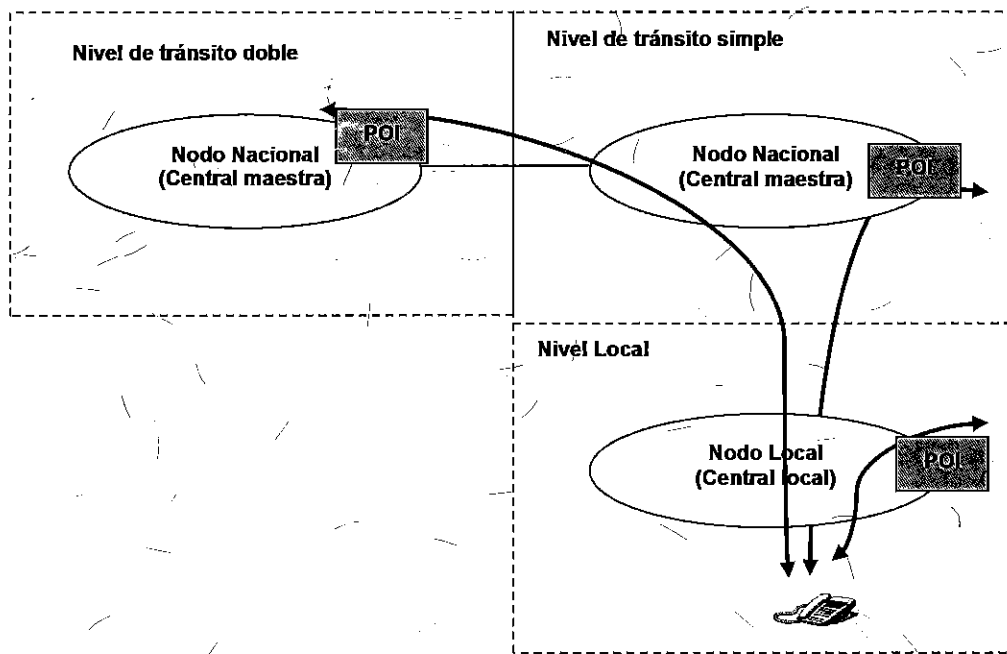 Nivel de tránsito doble
Nivel de tránsito simple
POI
Nodo Nacional
(Central maestra)
Nodo Nacional
(Central maestra)
POI
Nivel Local
Nodo Local
(Central local)
POI